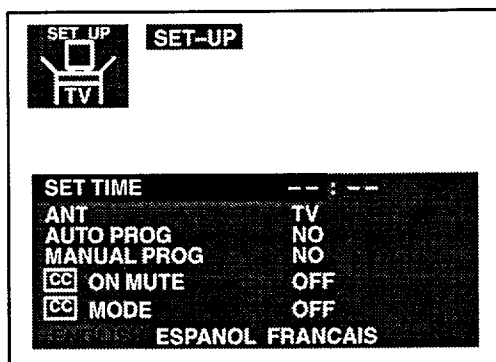 SET UP
SET–UP
TV
SET TIME – – : – –
ANT TV
AUTO PROG NO
MANUAL PROG NO
CC ON MUTE OFF
CC MODE OFF
ESPANOL FRANCAIS